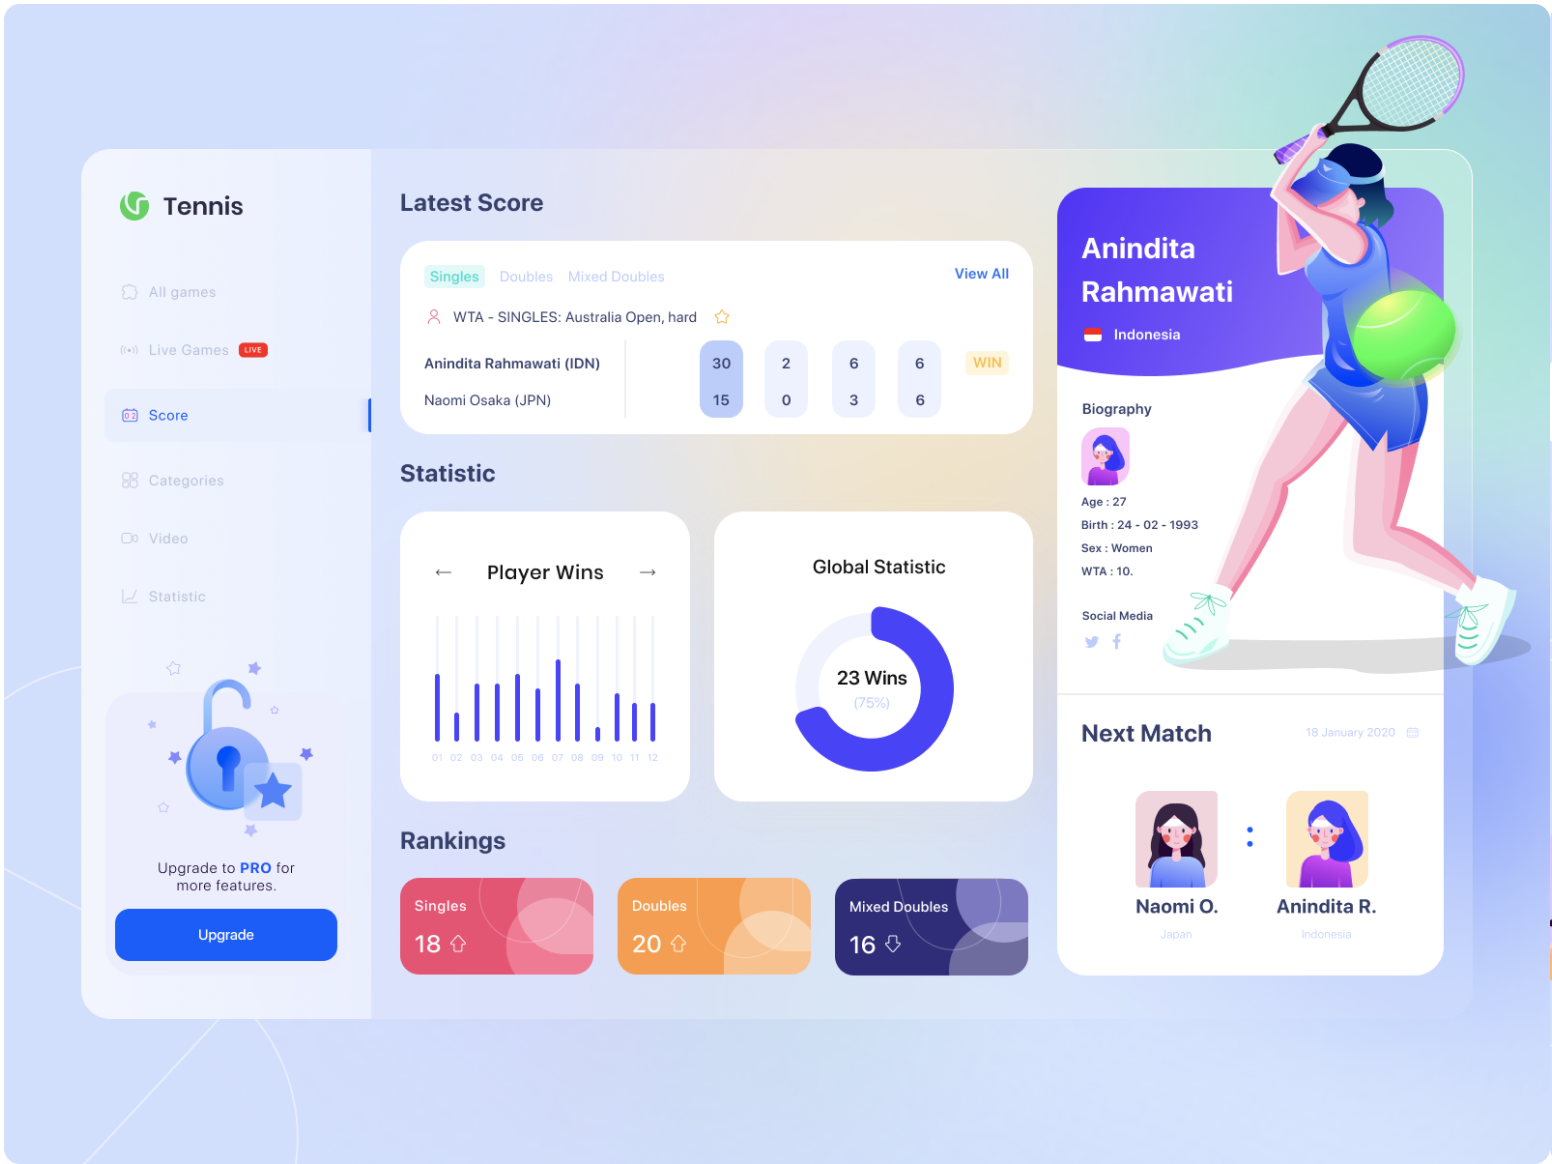 Tennis
All games
Live Games LIVE
Score
Categories
Video
Statistic
Upgrade to PRO for
more features.
Upgrade
Latest Score
Singles Doubles Mixed Doubles View All
WTA - SINGLES: Australia Open, hard
Anindita Rahmawati (IDN) 30 2 6 6 WIN
Naomi Osaka (JPN) 15 0 3 6
Statistic
Player Wins
01 02 03 04 05 06 07 08 09 10 11 12
Global Statistic
23 Wins
(75%)
Rankings
Singles
18
Doubles
20
Mixed Doubles
16
Anindita
Rahmawati
Indonesia
Biography
Age : 27
Birth : 24 - 02 - 1993
Sex : Women
WTA : 10.
Social Media
Next Match 18 January 2020
:
Naomi O. Anindita R.
Japan Indonesia